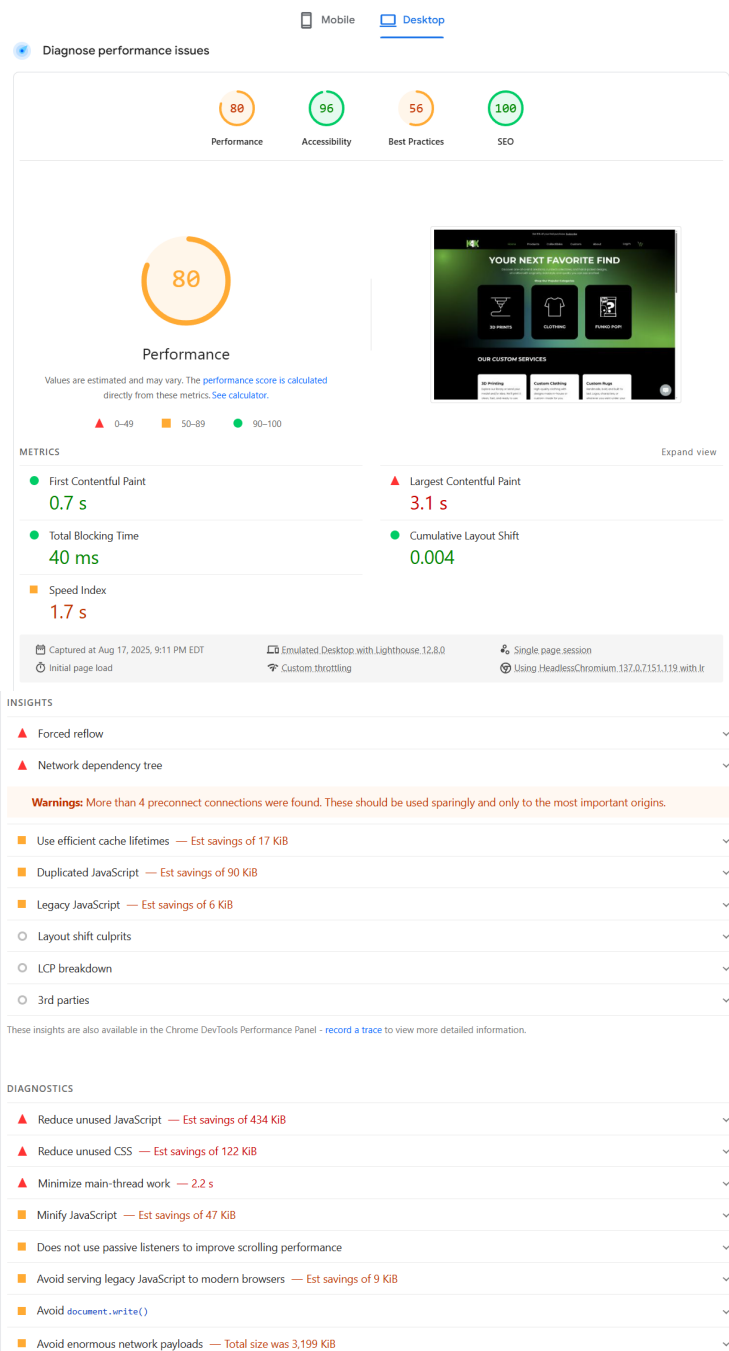 Mobile
Desktop
Diagnose performance issues
80
96
56
100
Performance
Accessibility
Best Practices
SEO
80
Performance
Values are estimated and may vary. The performance score is calculated
directly from these metrics. See calculator.
0–49
50–89
90–100
YOUR NEXT FAVORITE FIND
3D PRINTS
CLOTHING
FUNKO POP!
OUR CUSTOM SERVICES
3D Printing
Custom Clothing
Custom Rugs
METRICS
Expand view
First Contentful Paint
0.7 s
Largest Contentful Paint
3.1 s
Total Blocking Time
40 ms
Cumulative Layout Shift
0.004
Speed Index
1.7 s
Captured at Aug 17, 2025, 9:11 PM EDT
Emulated Desktop with Lighthouse 12.8.0
Single page session
Initial page load
Custom throttling
Using HeadlessChromium 137.0.7151.119 with lr
INSIGHTS
Forced reflow
Network dependency tree
Warnings: More than 4 preconnect connections were found. These should be used sparingly and only to the most important origins.
Use efficient cache lifetimes — Est savings of 17 KiB
Duplicated JavaScript — Est savings of 90 KiB
Legacy JavaScript — Est savings of 6 KiB
Layout shift culprits
LCP breakdown
3rd parties
These insights are also available in the Chrome DevTools Performance Panel - record a trace to view more detailed information.
DIAGNOSTICS
Reduce unused JavaScript — Est savings of 434 KiB
Reduce unused CSS — Est savings of 122 KiB
Minimize main-thread work — 2.2 s
Minify JavaScript — Est savings of 47 KiB
Does not use passive listeners to improve scrolling performance
Avoid serving legacy JavaScript to modern browsers — Est savings of 9 KiB
Avoid document.write()
Avoid enormous network payloads — Total size was 3,199 KiB